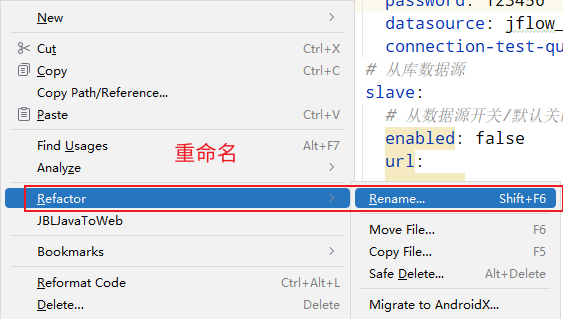 New
Cut Ctrl+X
Copy Ctrl+C
Copy Path/Reference...
Paste Ctrl+V
Find Usages Alt+F7
重命名
Analyze
Refactor
JBLJavaToWeb
Bookmarks
Reformat Code Ctrl+Alt+L
Delete... Delete
password: 123456
datasource: jflow_
connection-test-qu
# 从库数据源
slave:
# 从数据源开关/默认关
enabled: false
url:
Rename... Shift+F6
Move File... F6
Copy File... F5
Safe Delete... Alt+Delete
Migrate to AndroidX...